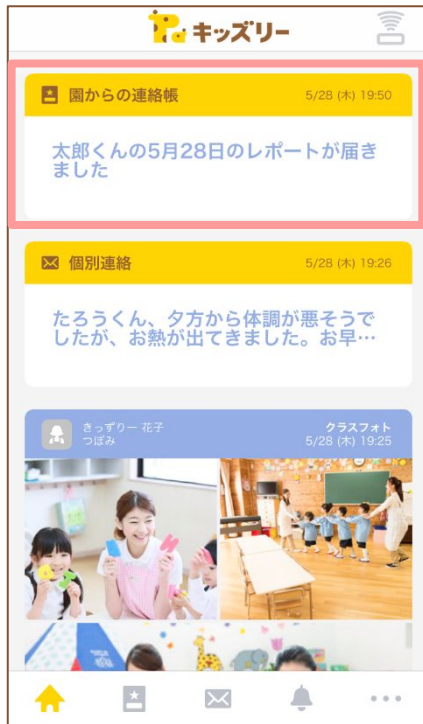 キッズリー
園からの連絡帳 5/28 (木) 19:50
太郎くんの5月28日のレポートが届き
ました
個別連絡 5/28 (木) 19:26
たろうくん、夕方から体調が悪そうで
したが、お熱が出てきました。お早…
きっずりー 花子
つぼみ
クラスフォト
5/28 (木) 19:25